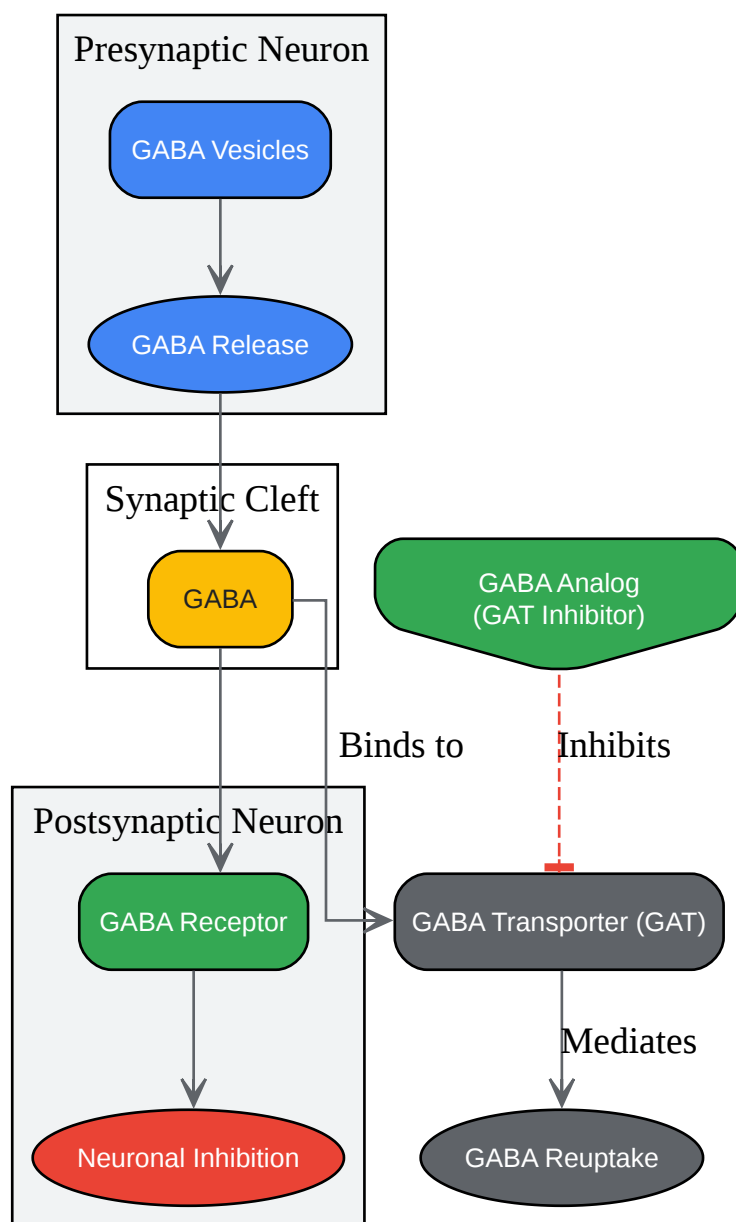 Presynaptic Neuron
GABA Vesicles
GABA Release
Synaptic Cleft
GABA
GABA Analog
(GAT Inhibitor)
Binds to
Inhibits
Postsynaptic Neuron
GABA Receptor
GABA Transporter (GAT)
Mediates
Neuronal Inhibition
GABA Reuptake